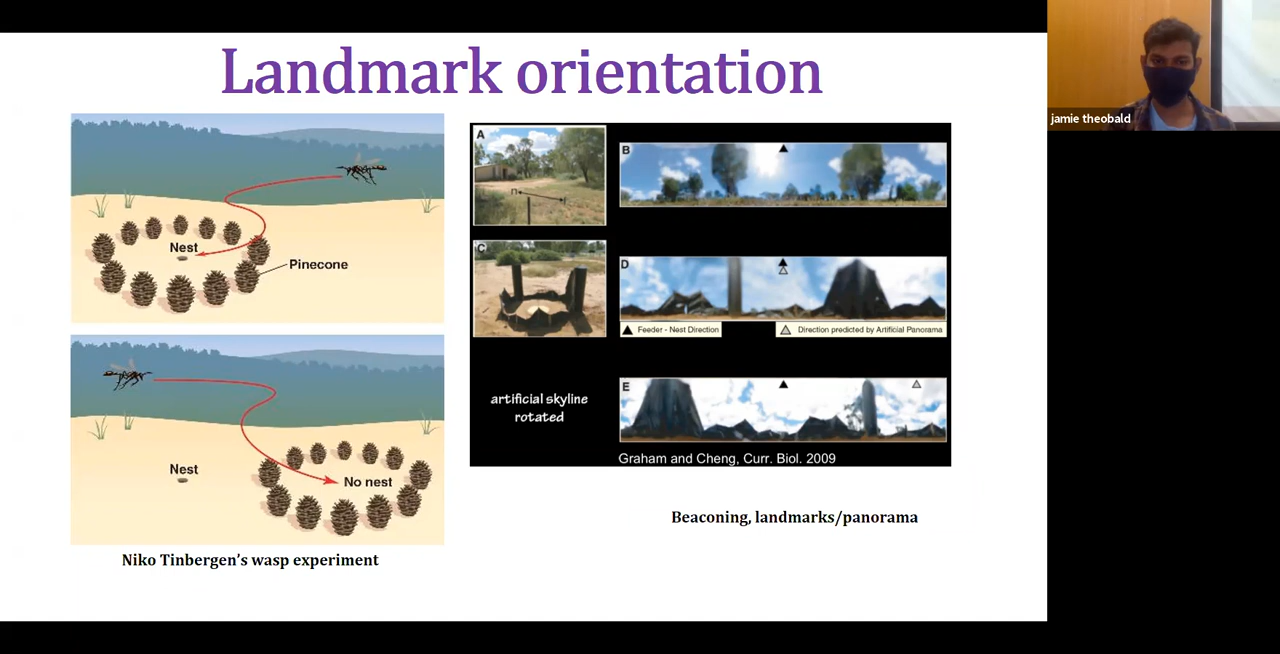 Landmark orientation
Nest
Pinecone
Nest
No nest
Niko Tinbergen's wasp experiment
A
n
B
C
D
Feeder - Nest Direction
Direction predicted by Artificial Panorama
artificial skyline
rotated
E
Graham and Cheng, Curr. Biol. 2009
Beaconing, landmarks/panorama
jamie theobald